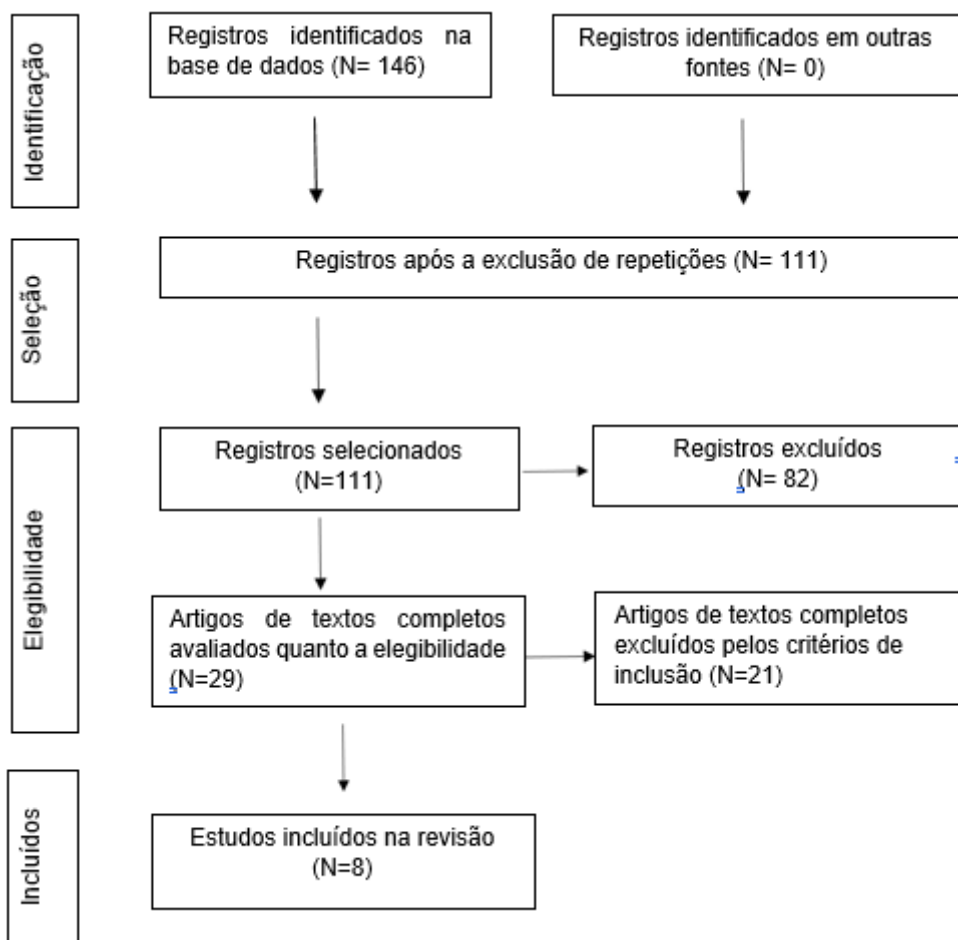 Identificação
Registros identificados na
base de dados (N= 146)
Registros identificados em outras
fontes (N= 0)
Seleção
Registros após a exclusão de repetições (N= 111)
Elegibilidade
Registros selecionados
(N=111)
Registros excluídos
(N= 82)
Artigos de textos completos
avaliados quanto a elegibilidade
(N=29)
Artigos de textos completos
excluídos pelos critérios de
inclusão (N=21)
Incluídos
Estudos incluídos na revisão
(N=8)